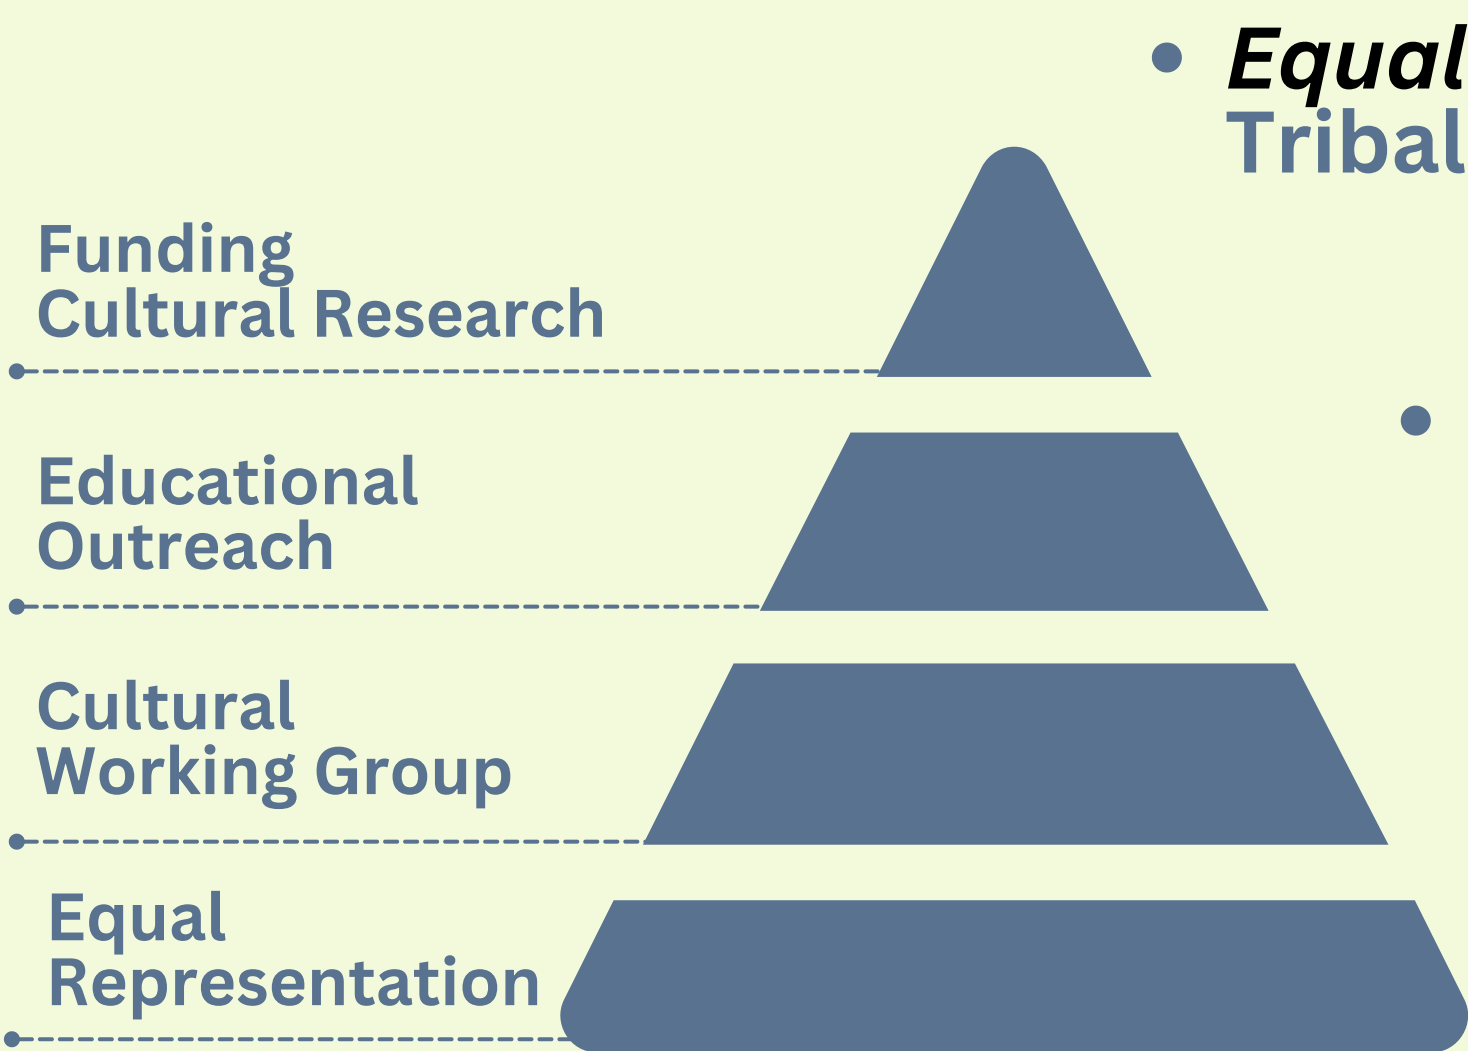 Equal
Tribal
Funding
Cultural Research
Educational
Outreach
Cultural
Working Group
Equal
Representation